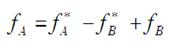 f_A = f_A^* - f_B^* + f_B